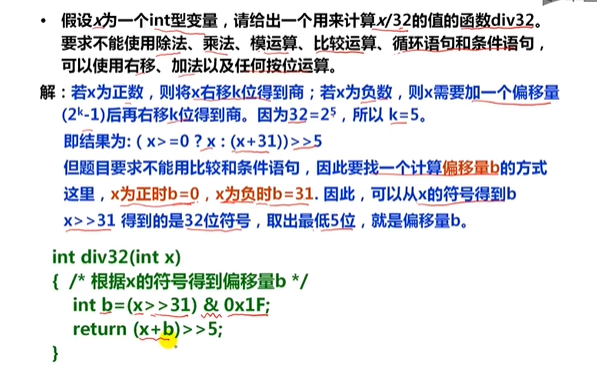 • 假设x为一个int型变量，请给出一个用来计算x/32的值的函数div32。
要求不能使用除法、乘法、模运算、比较运算、循环语句和条件语句，
可以使用右移、加法以及任何按位运算。
解：若x为正数，则将x右移k位得到商；若x为负数，则x需要加一个偏移量
(2ᵏ-1)后再右移k位得到商。因为32=2⁵，所以 k=5。
即结果为:（ x>=0 ? x : (x+31)）>>5
但题目要求不能用比较和条件语句，因此要找一个计算偏移量b的方式
这里，x为正时b=0，x为负时b=31. 因此，可以从x的符号得到b
x>>31 得到的是32位符号，取出最低5位，就是偏移量b。
int div32(int x)
{ /* 根据x的符号得到偏移量b */
int b=(x>>31) & 0x1F;
return (x+b)>>5;
}